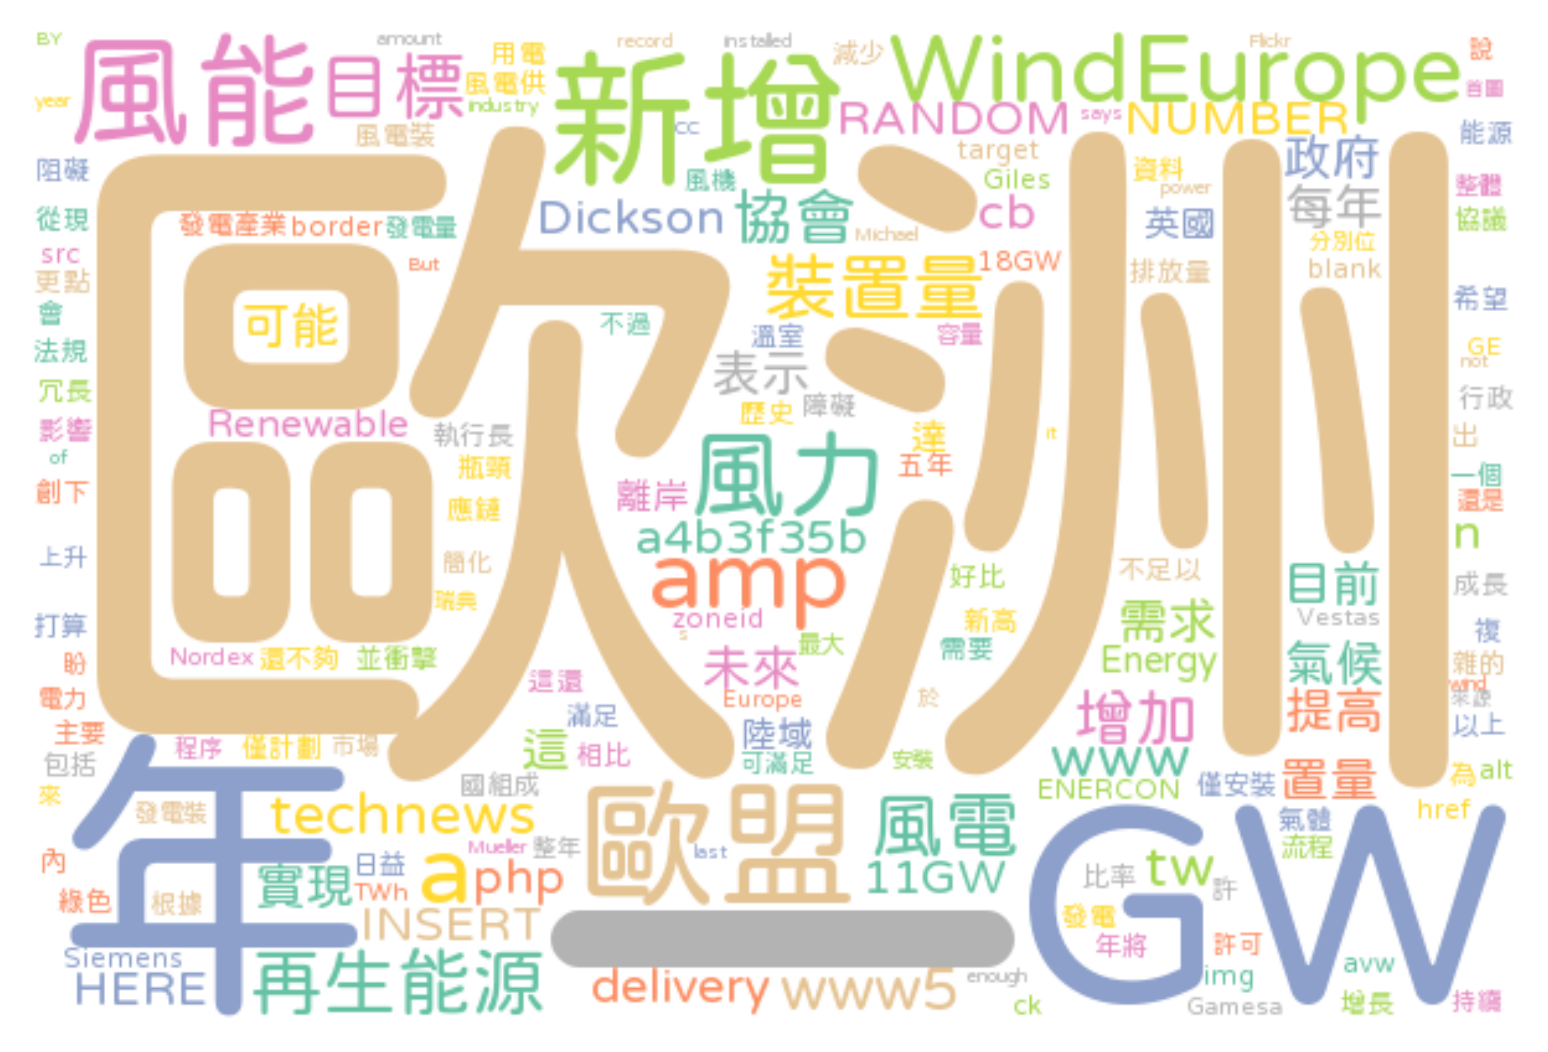 BY
amount
用電
record
installed
減少
WindEurope
Flickr
說
風能
目標
風電供
新增
首圖
year
industry
RANDOM
says
NUMBER
風電裝
cc
能源
阻礙
target
政府
風機
Giles
資料
power
整體
從現
發電產業
border
發電量
Dickson
協會
cb
英國
每年
協議
Michael
分別位
src
But
18GW
排放量
blank
更點
裝置量
希望
會
可能
不過
溫室
容量
法規
表示
GE
not
冗長
歷史
障礙
行政
歐洲
影響
Renewable
執行長
達
it
出
of
瓶頸
風力
五年
一個
創下
離岸
還是
應鏈
a4b3f35b
n
上升
簡化
amp
好比
不足以
目前
成長
瑞典
zoneid
新高
需求
Vestas
打算
s
最大
需要
複
盼
Nordex
還不夠
並衝擊
未來
Energy
氣候
雜的
wind
電力
這還
Europe
於
增加
提高
來源
主要
滿足
陸域
以上
程序
僅計劃
市場
這
相比
可滿足
安裝
www
包括
國組成
ENERCON
僅安裝
置量
為
alt
來
年
發電裝
technews
歐盟
風電
GW
href
氣體
內
Mueller
整年
last
流程
實現
日益
TWh
a
php
11GW
比率
tw
許
綠色
根據
INSERT
發電
年將
許可
Siemens
HERE
再生能源
delivery
www5
enough
img
avw
ck
Gamesa
增長
持續